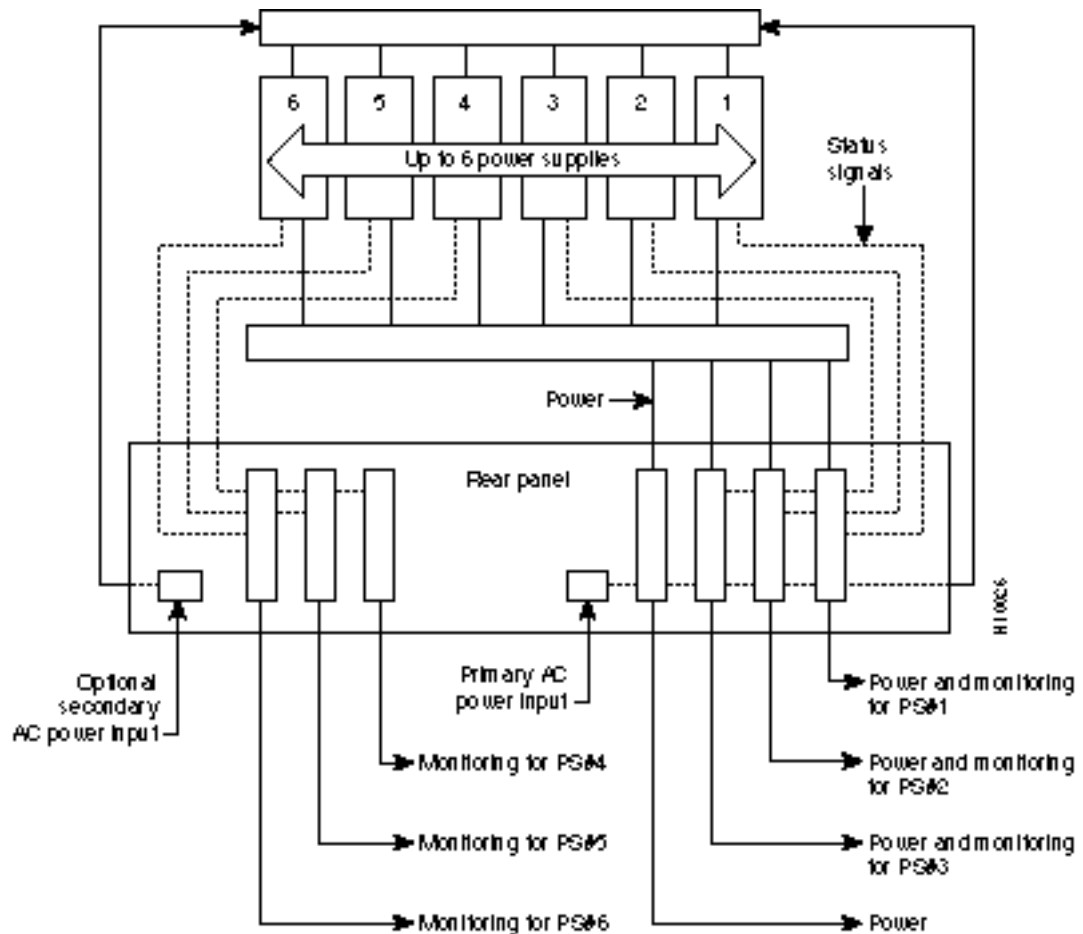 6 5 4 3 2 1
Up to 6 power supplies
Status
signals
Power
Rear panel
H10026
Optional
secondary
AC power input
Primary AC
power input
Power and monitoring
for PS#1
Monitoring for PS#4
Power and monitoring
for PS#2
Monitoring for PS#5
Power and monitoring
for PS#3
Monitoring for PS#6
Power